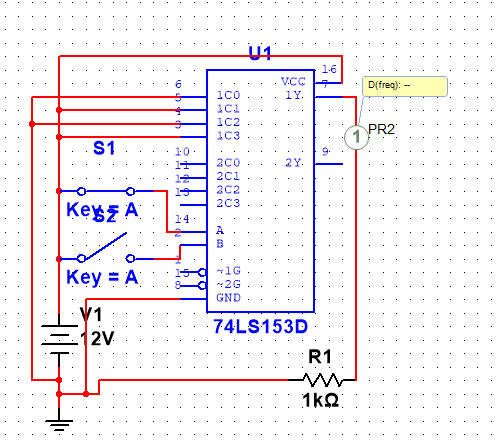 U1
16
VCC
7
1Y
D(freq): --
6
1C0
5
1C1
4
1C2
3
1C3
1
PR2
S1
10
2C0
9
2Y
11
2C1
12
2C2
13
2C3
Key = A
S2
14
A
2
B
Key = A
1
~1G
15
~2G
8
GND
V1
12V
74LS153D
R1
1kΩ